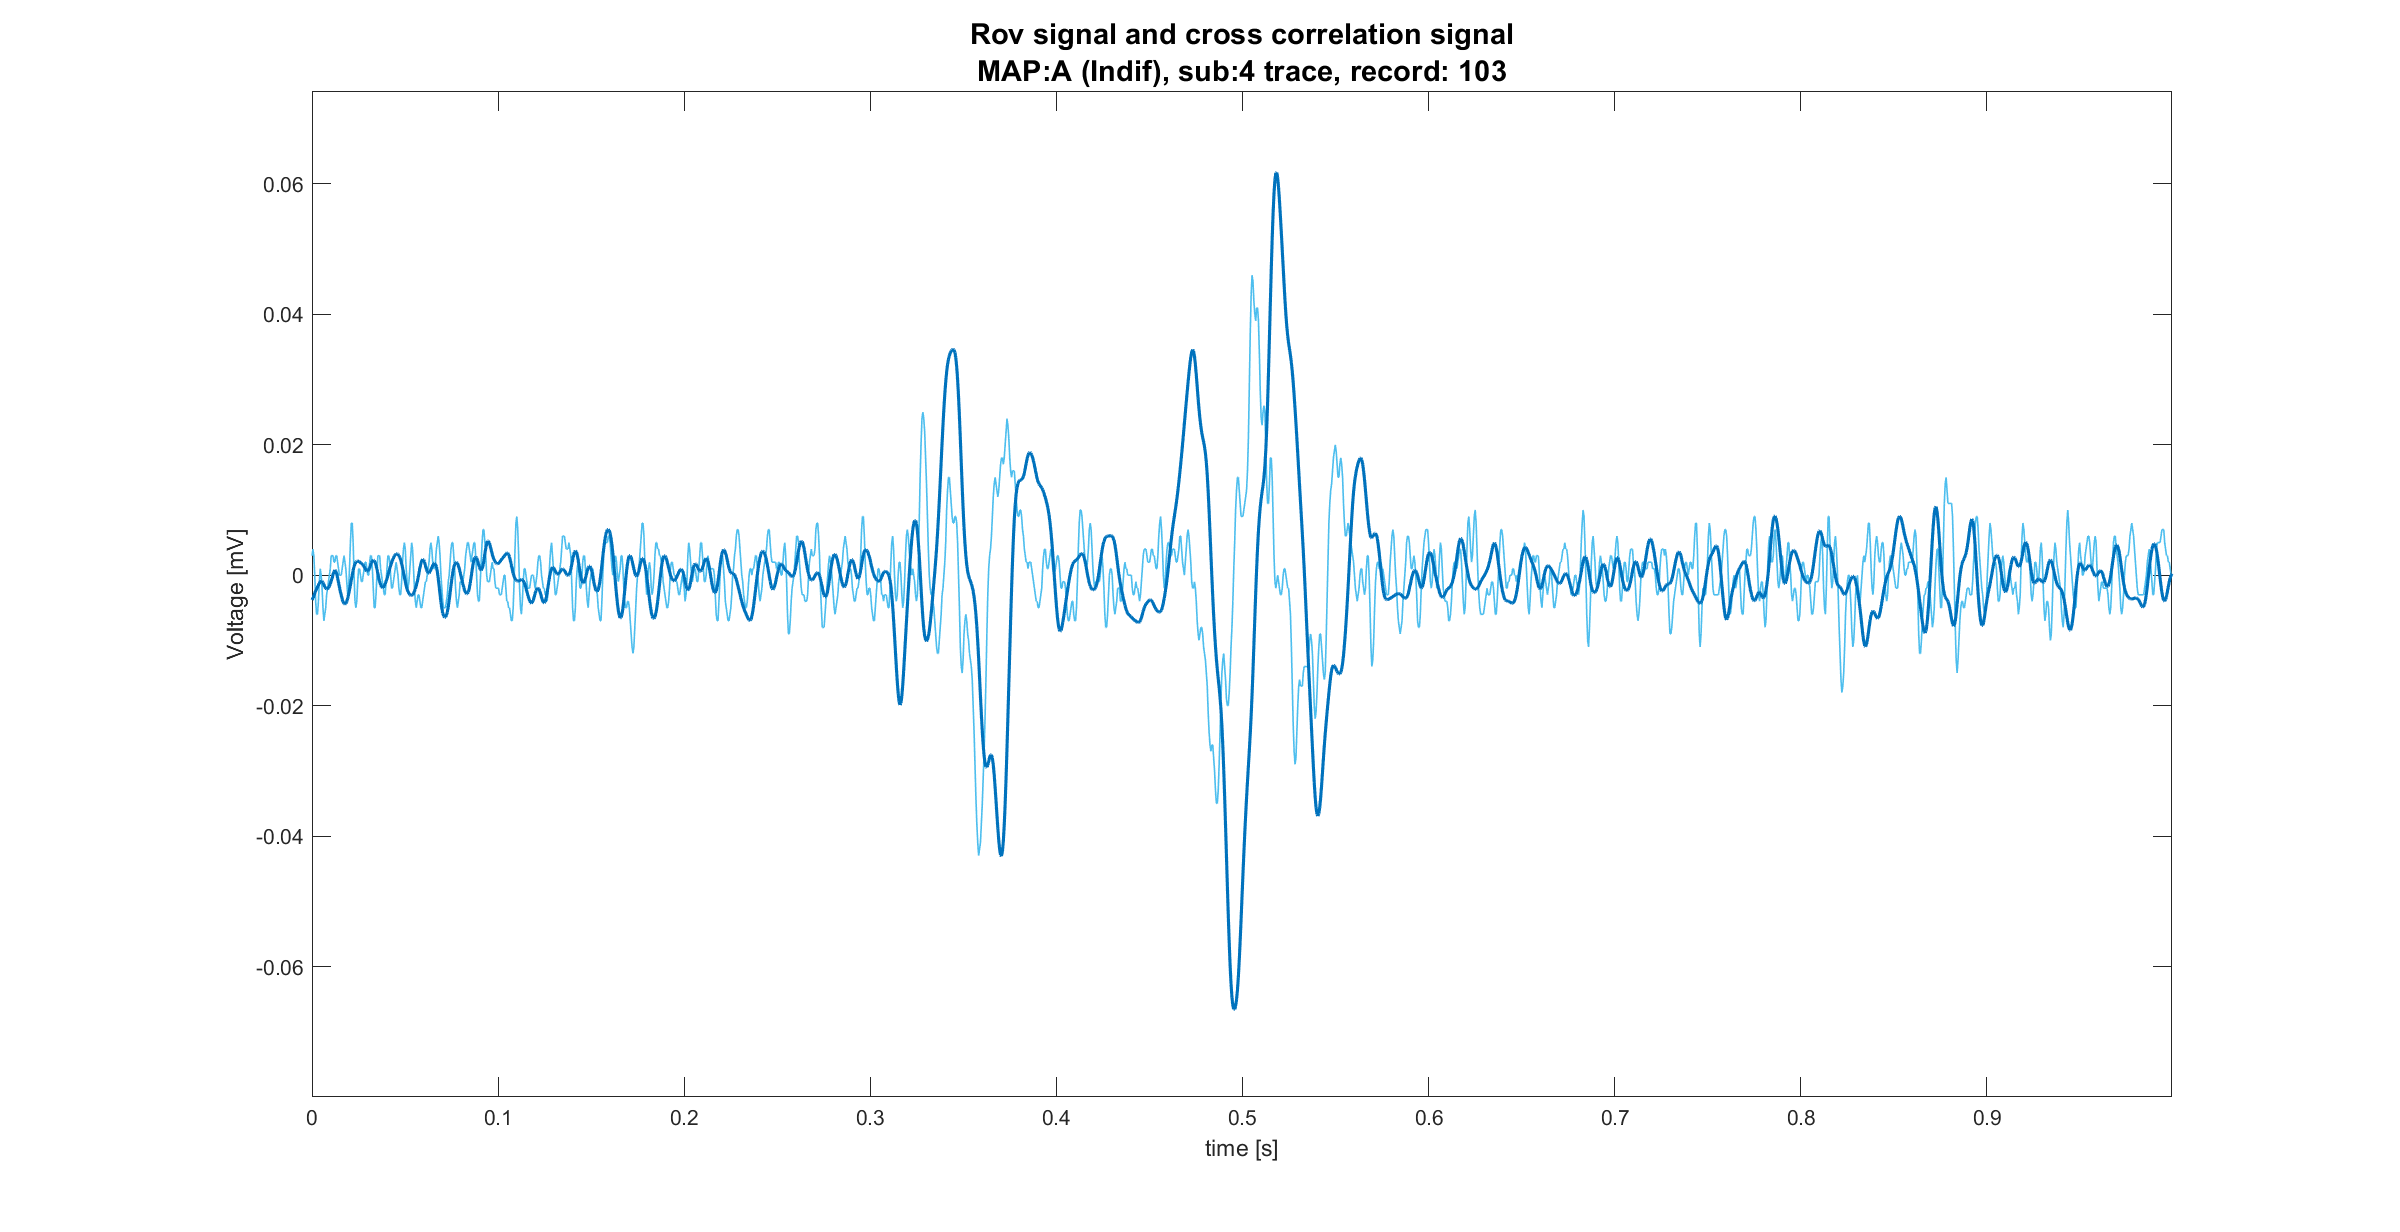 Rov signal and cross correlation signal
MAP:A (Indif), sub:4 trace, record: 103
0.06
0.04
0.02
0
-0.02
-0.04
-0.06
Voltage [mV]
0 0.1 0.2 0.3 0.4 0.5 0.6 0.7 0.8 0.9
time [s]